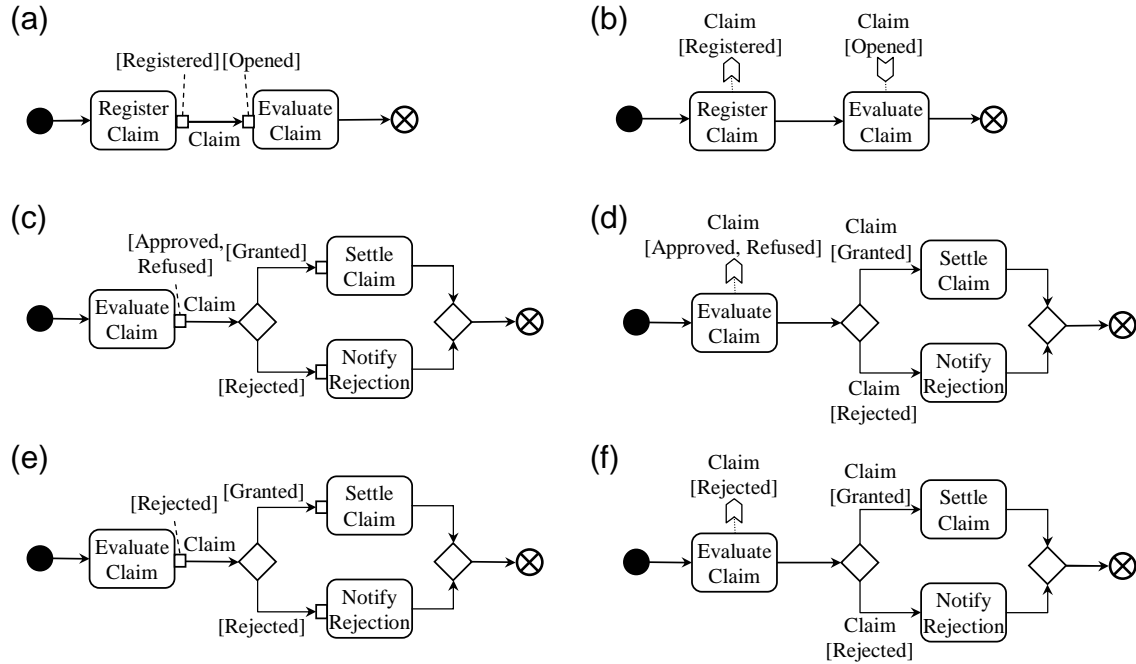 (a)
[Registered]
[Opened]
Register
Claim
Claim
Evaluate
Claim
(b)
Claim
[Registered]
Claim
[Opened]
Register
Claim
Evaluate
Claim
(c)
[Approved,
Refused]
[Granted]
Evaluate
Claim
Claim
Settle
Claim
[Rejected]
Notify
Rejection
(d)
Claim
[Approved, Refused]
Claim
[Granted]
Evaluate
Claim
Settle
Claim
Claim
[Rejected]
Notify
Rejection
(e)
[Rejected]
[Granted]
Evaluate
Claim
Claim
Settle
Claim
[Rejected]
Notify
Rejection
(f)
Claim
[Rejected]
Claim
[Granted]
Evaluate
Claim
Settle
Claim
Claim
[Rejected]
Notify
Rejection